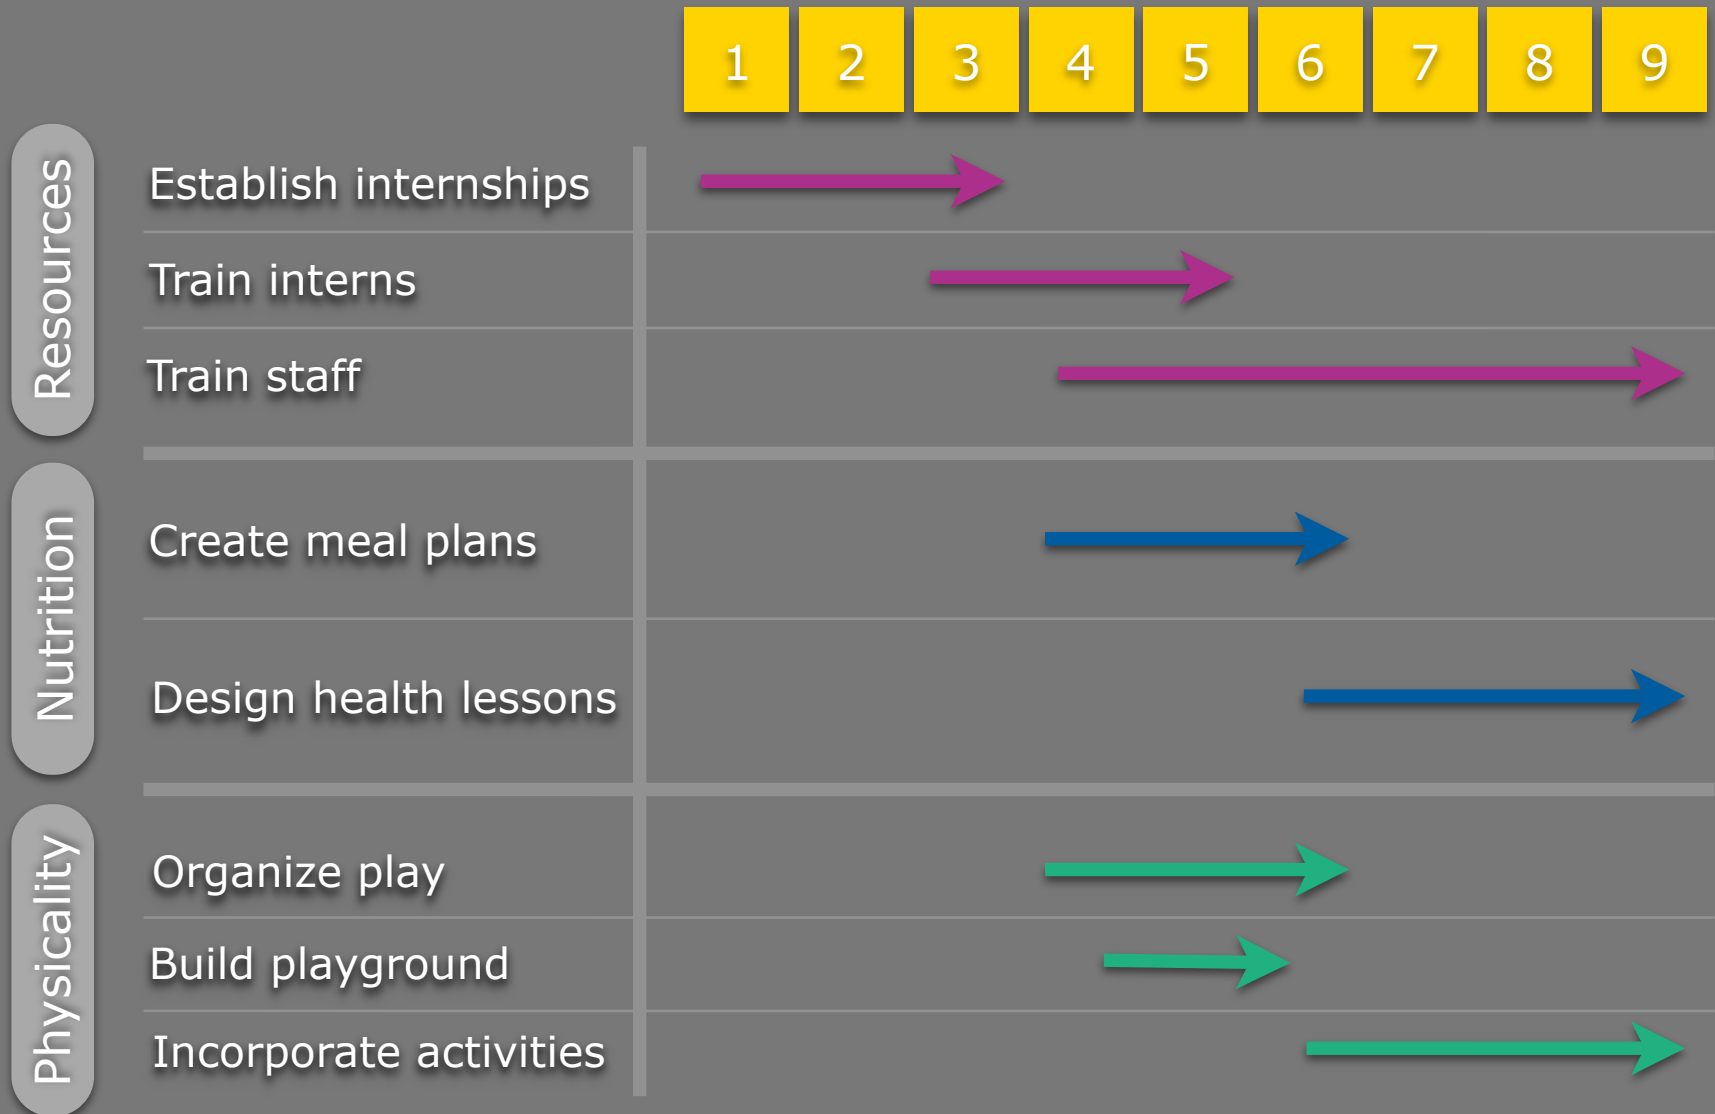 1 2 3 4 5 6 7 8 9
Resources
Establish internships
Train interns
Train staff
Nutrition
Create meal plans
Design health lessons
Physicality
Organize play
Build playground
Incorporate activities